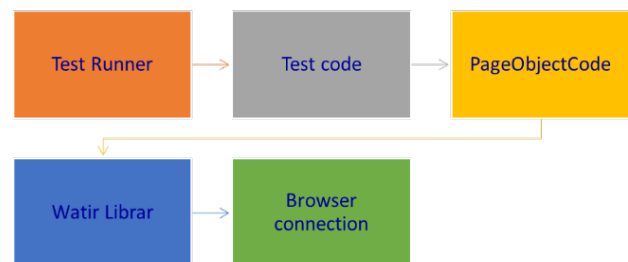 Test Runner
Test code
PageObjectCode
Watir Librar
Browser
connection